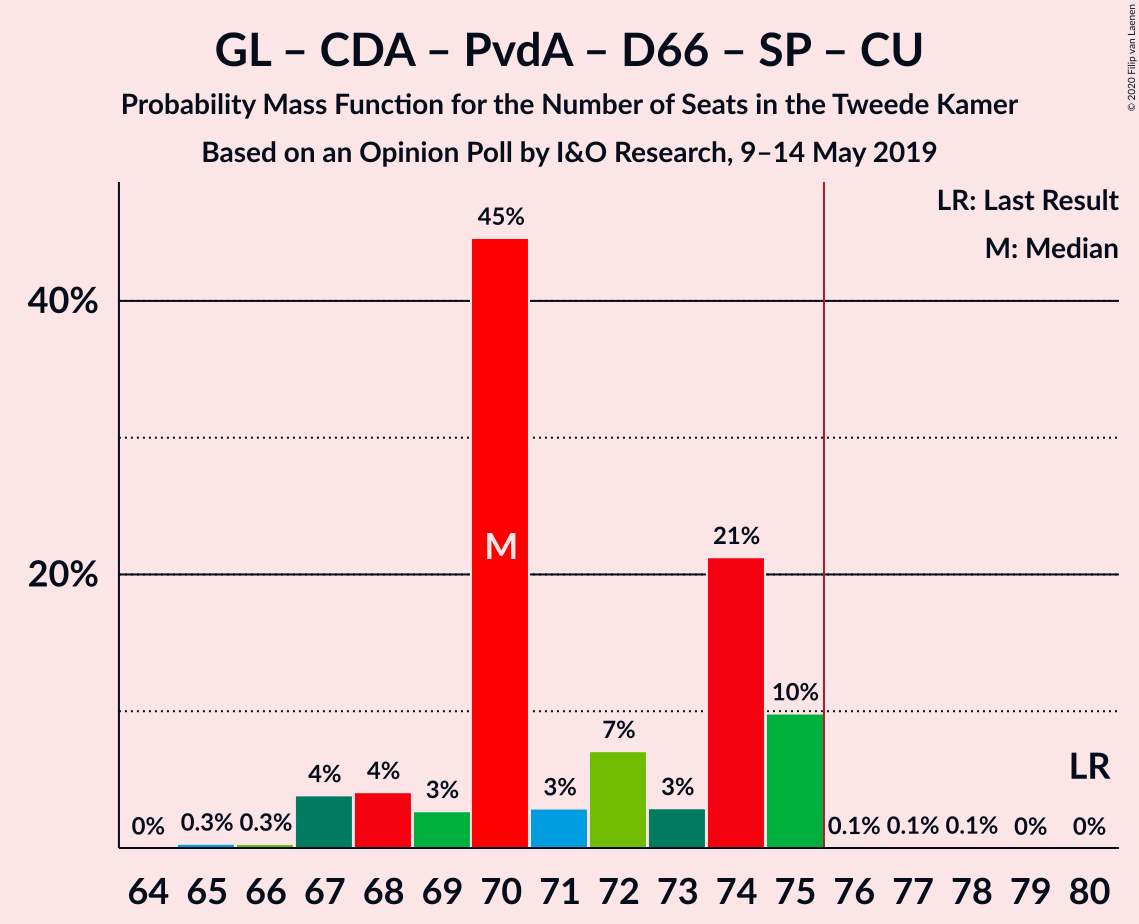 GL – CDA – PvdA – D66 – SP – CU
Probability Mass Function for the Number of Seats in the Tweede Kamer
Based on an Opinion Poll by I&O Research, 9–14 May 2019
© 2020 Filip van Laenen
LR: Last Result
M: Median
45%
40%
M
21%
20%
10%
7%
LR
4%
4%
3%
3%
3%
0%
0.3%
0.3%
0.1%
0.1%
0.1%
0%
0%
64 65 66 67 68 69 70 71 72 73 74 75 76 77 78 79 80